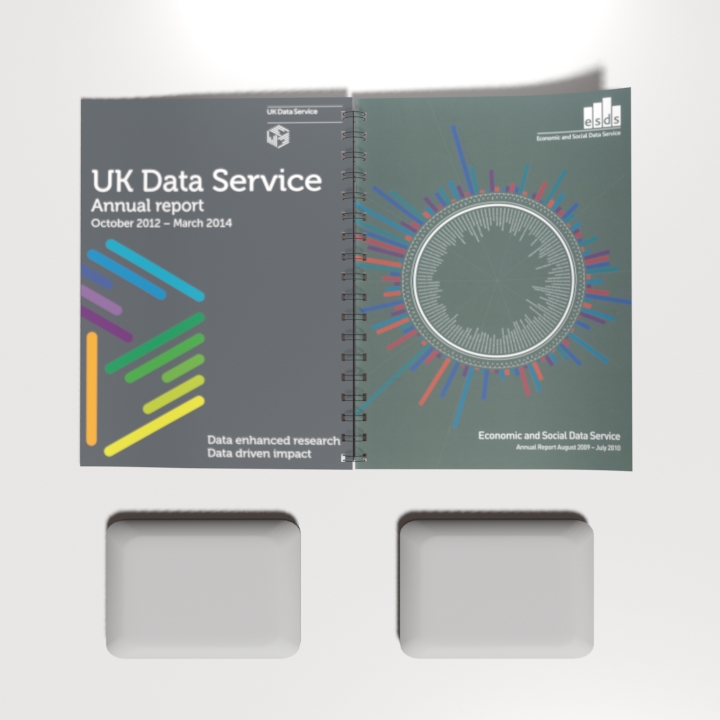 UK Data Service
UK Data Service
Annual report
October 2012 – March 2014
Data enhanced research
Data driven impact
esds
Economic and Social Data Service
Economic and Social Data Service
Annual Report August 2009 – July 2010